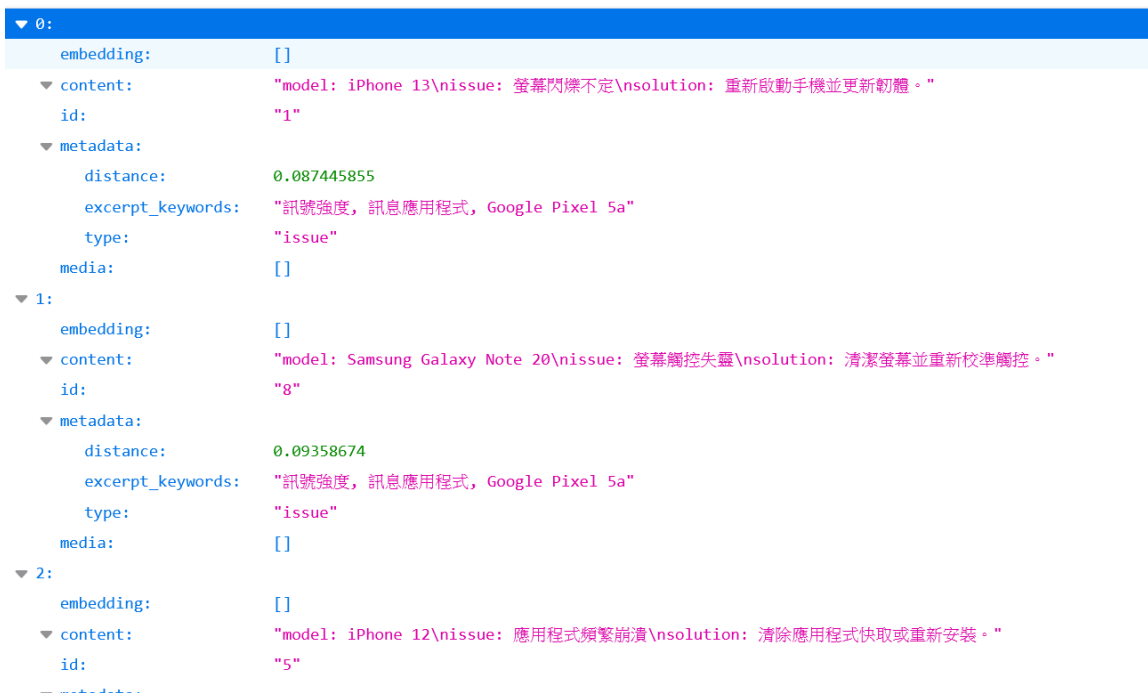 0:
embedding: []
content: "model: iPhone 13\nissue: 螢幕閃爍不定\nsolution: 重新啟動手機並更新韌體。"
id: "1"
metadata:
distance: 0.087445855
excerpt_keywords: "訊號強度, 訊息應用程式, Google Pixel 5a"
type: "issue"
media: []
1:
embedding: []
content: "model: Samsung Galaxy Note 20\nissue: 螢幕觸控失靈\nsolution: 清潔螢幕並重新校準觸控。"
id: "8"
metadata:
distance: 0.09358674
excerpt_keywords: "訊號強度, 訊息應用程式, Google Pixel 5a"
type: "issue"
media: []
2:
embedding: []
content: "model: iPhone 12\nissue: 應用程式頻繁崩潰\nsolution: 清除應用程式快取或重新安裝。"
id: "5"
metadata: